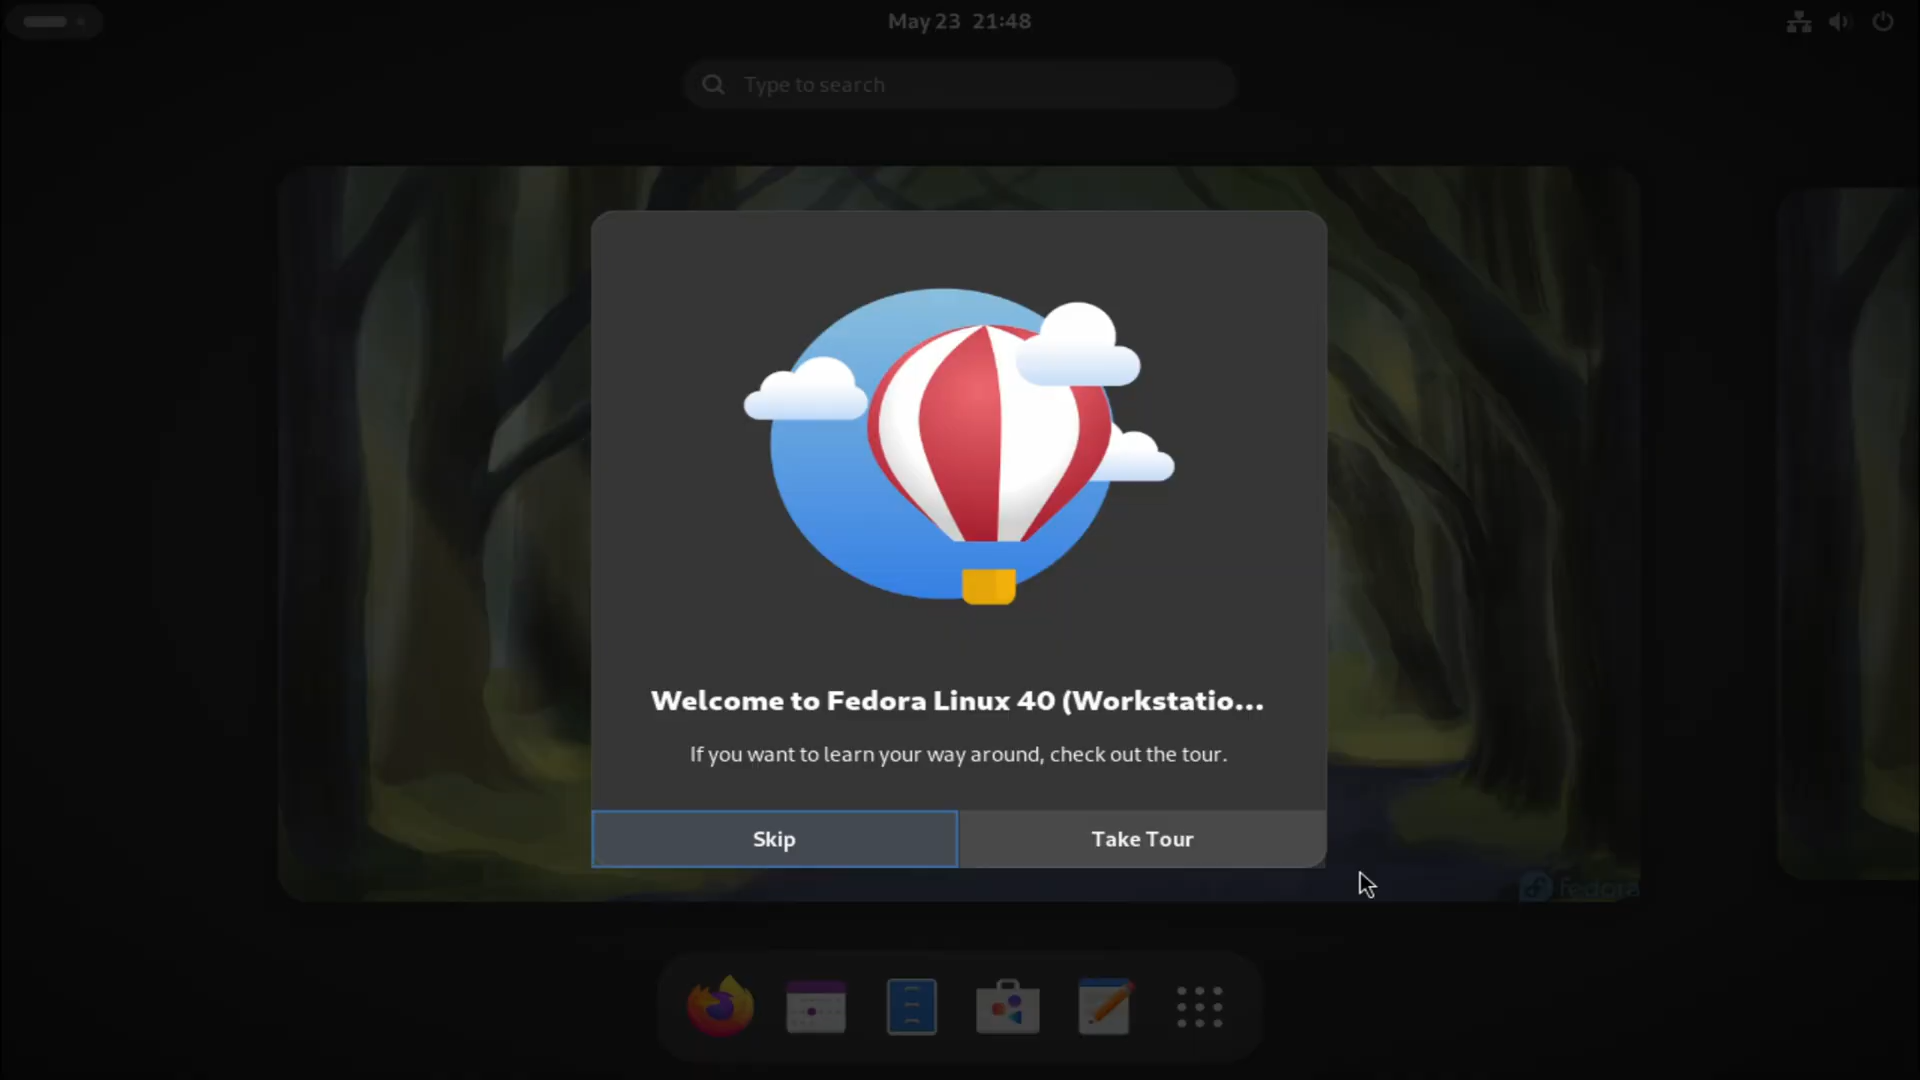 May 23 21:48
Type to search
Welcome to Fedora Linux 40 (Workstatio...
If you want to learn your way around, check out the tour.
Skip
Take Tour
fedora